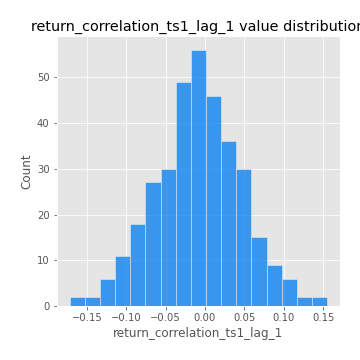 return_correlation_ts1_lag_1 value distribution
Count
50
40
30
20
10
0
−0.15 −0.10 −0.05 0.00 0.05 0.10 0.15
return_correlation_ts1_lag_1